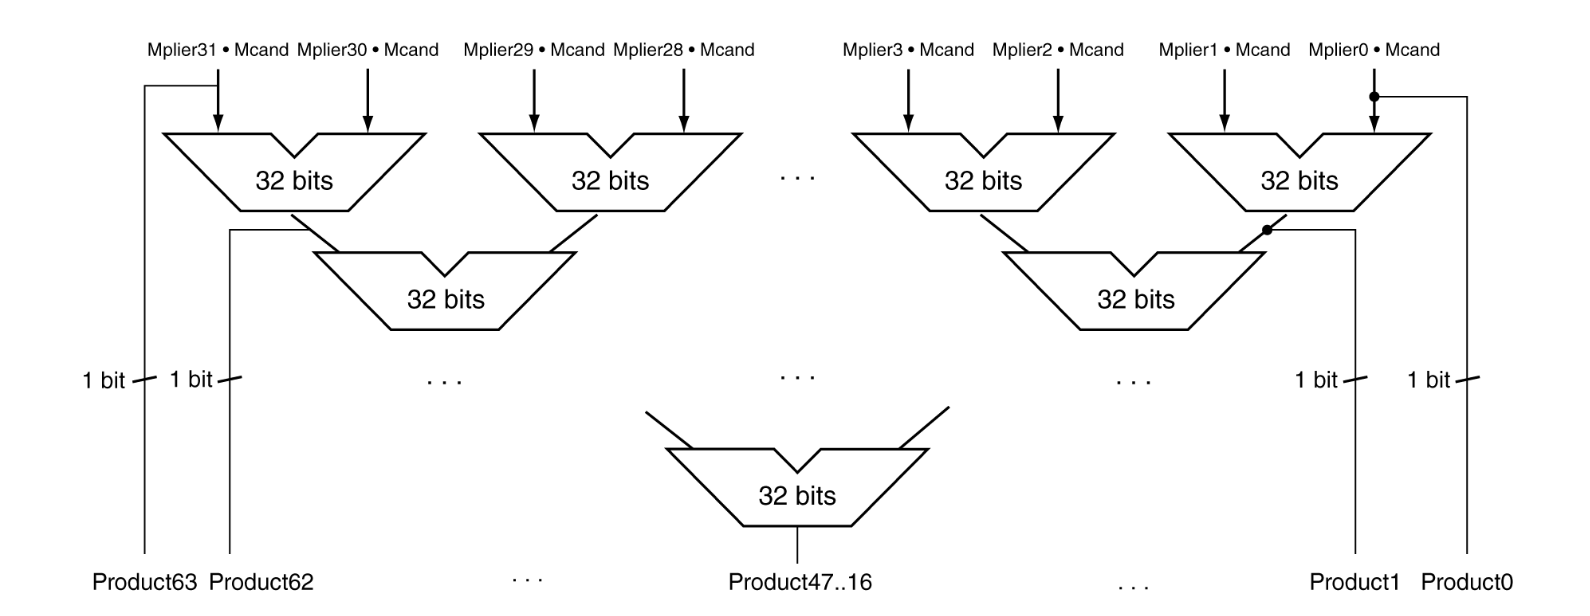 Mplier31 • Mcand Mplier30 • Mcand Mplier29 • Mcand Mplier28 • Mcand Mplier3 • Mcand Mplier2 • Mcand Mplier1 • Mcand Mplier0 • Mcand
32 bits 32 bits . . . 32 bits 32 bits
32 bits 32 bits
1 bit 1 bit . . . . . . . . . 1 bit 1 bit
32 bits
Product63 Product62 . . . Product47..16 . . . Product1 Product0